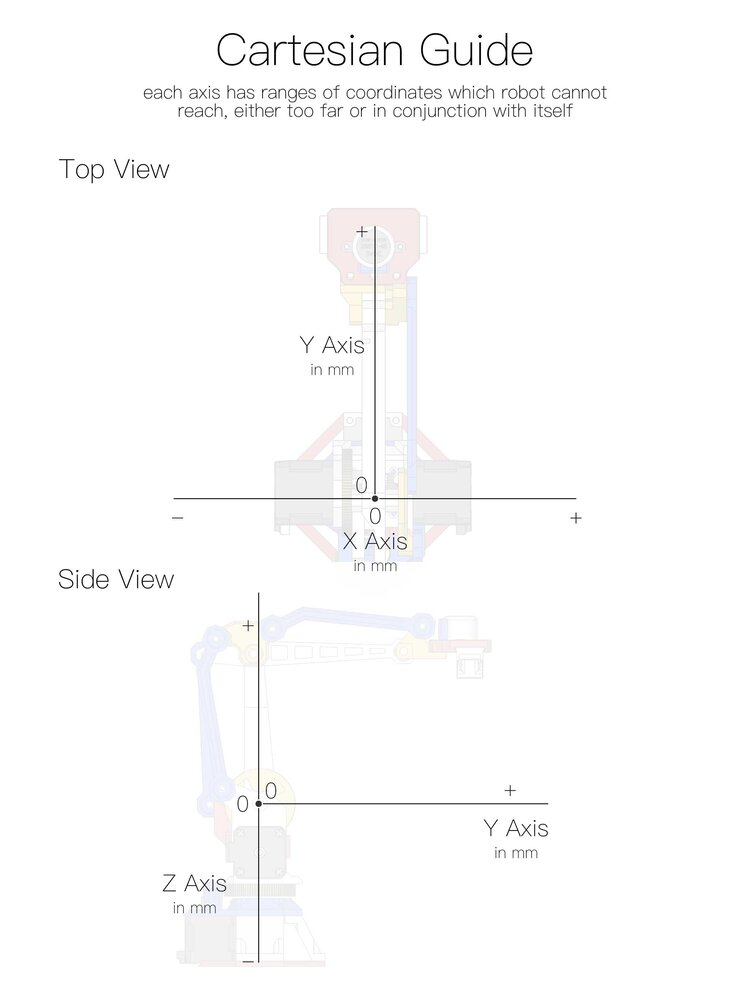 Cartesian Guide
each axis has ranges of coordinates which robot cannot
reach, either too far or in conjunction with itself
Top View
+
Y Axis
in mm
0
0
– +
X Axis
in mm
Side View
+
0
0
+
Y Axis
in mm
Z Axis
in mm
–